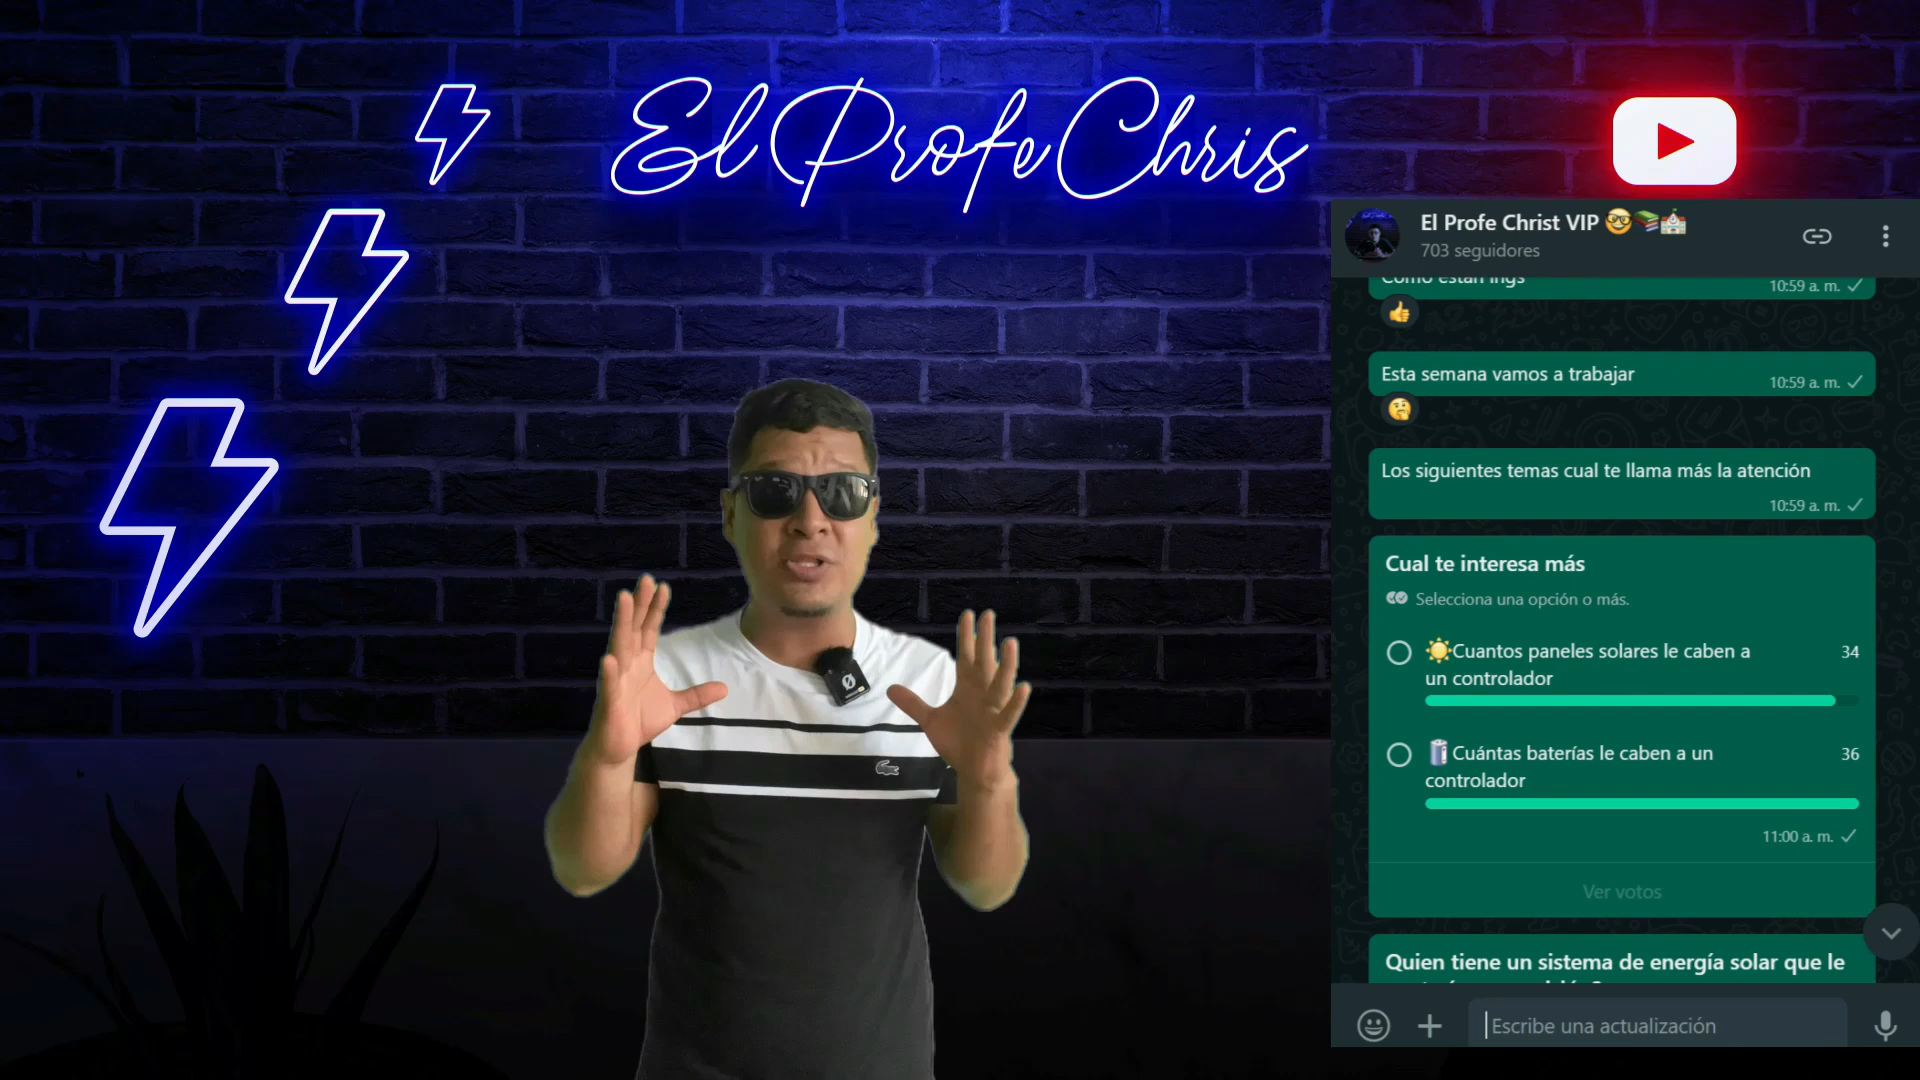 El Profe Chris
El Profe Christ VIP
703 seguidores
Como estan ings
10:59 a. m.
Esta semana vamos a trabajar
10:59 a. m.
Los siguientes temas cual te llama más la atención
10:59 a. m.
Cual te interesa más
Selecciona una opción o más.
Cuantos paneles solares le caben a 34
un controlador
Cuántas baterías le caben a un 36
controlador
11:00 a. m.
Ver votos
Quien tiene un sistema de energía solar que le
Escribe una actualización